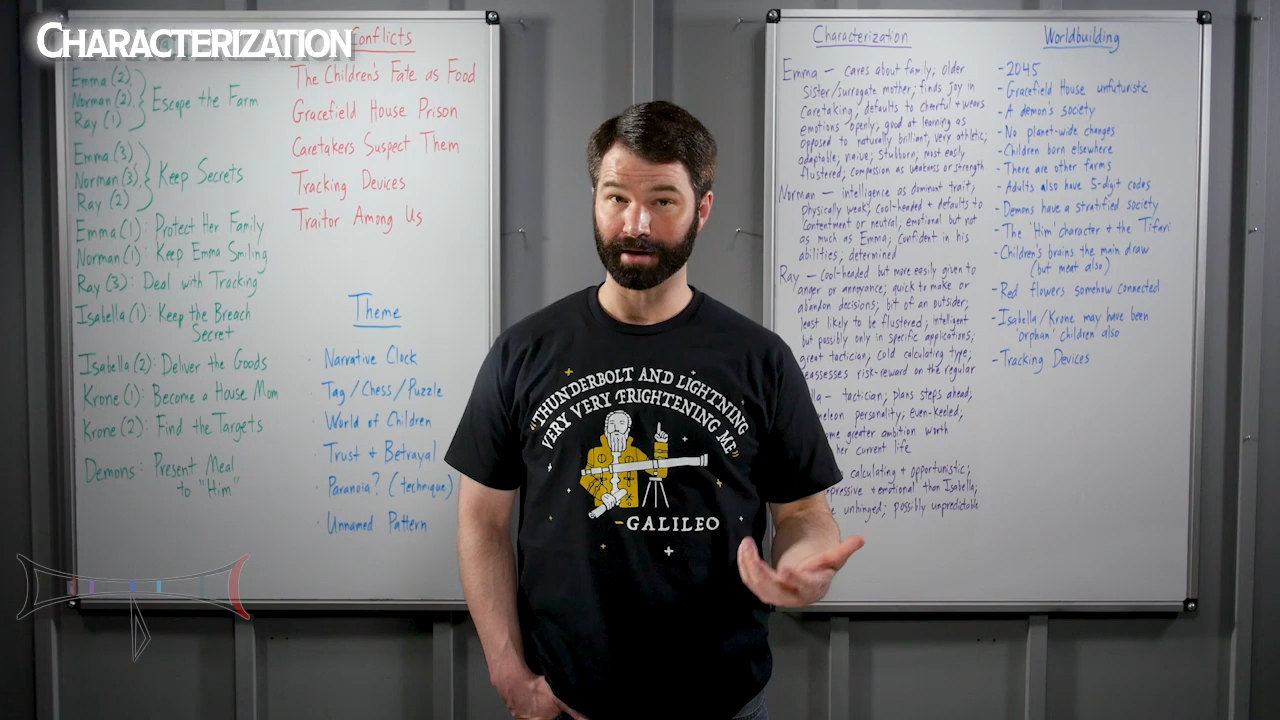 CHARACTERIZATION
Conflicts
Emma (2)
Norman (2)
Ray (1)
Escape the Farm
Emma (3)
Norman (3)
Ray (2)
Keep Secrets
Emma (1): Protect Her Family
Norman (1): Keep Emma Smiling
Ray (3): Deal with Tracking
Isabella (1): Keep the Breach
Secret
Isabella (2): Deliver the Goods
Krone (1): Become a House Mom
Krone (2): Find the Targets
Demons: Present Meal
to "Him"
The Children's Fate as Food
Gracefield House Prison
Caretakers Suspect Them
Tracking Devices
Traitor Among Us
Theme
· Narrative Clock
· Tag/Chess/Puzzle
· World of Children
· Trust & Betrayal
· Paranoia? (technique)
· Unnamed Pattern
"THUNDERBOLT AND LIGHTNING
VERY VERY FRIGHTENING ME"
-GALILEO
Characterization
Emma – cares about family; older
sister/surrogate mother; finds joy in
caretaking; defaults to cheerful & wears
emotions openly; good at learning as
opposed to naturally brilliant; very athletic;
adaptable; naive; stubborn; most easily
flustered; compassion as weakness or strength
Norman – intelligence as dominant trait;
physically weak; cool-headed & defaults to
contentment or neutral; emotional but not
as much as Emma; confident in his
abilities; determined
Ray – cool-headed but more easily given to
anger or annoyance; quick to make or
abandon decisions; bit of an outsider;
least likely to be flustered; intelligent
but possibly only in specific applications;
great tactician; cold calculating type;
reassesses risk-reward on the regular
lla – tactician; plans steps ahead;
meleon personality; even-keeled;
me greater ambition worth
her current life
calculating & opportunistic;
pressive & emotional than Isabella;
unhinged; possibly unpredictable
Worldbuilding
-2045
-Gracefield House unfuturistic
-A demon's society
-No planet-wide changes
-Children born elsewhere
-There are other farms
-Adults also have 5-digit codes
-Demons have a stratified society
-The "Him" character & the Tifari
-Children's brains the main draw
(but meat also)
-Red flowers somehow connected
-Isabella/Krone may have been
'orphan' children also
-Tracking Devices